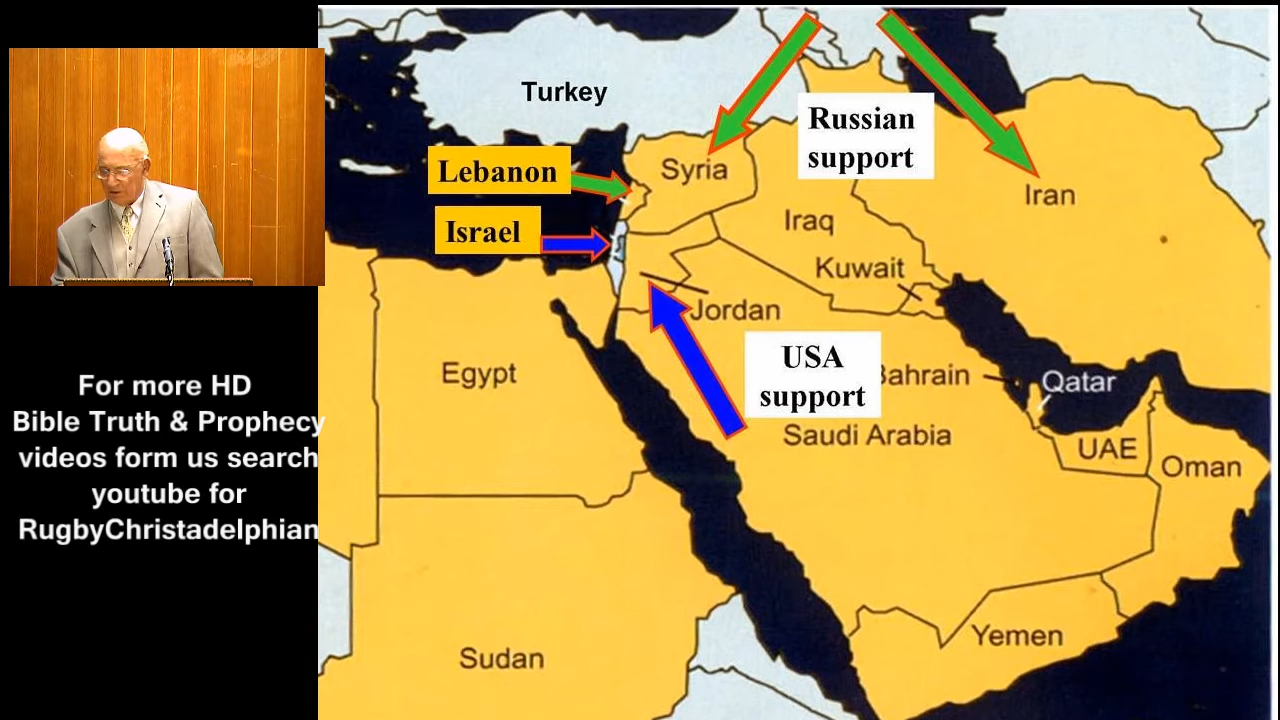 Turkey
Russian
support
Lebanon
Syria
Iran
Israel
Iraq
Kuwait
Jordan
USA
support
Egypt
Bahrain
Qatar
Saudi Arabia
UAE
Oman
Yemen
Sudan
For more HD
Bible Truth & Prophecy
videos form us search
youtube for
RugbyChristadelphian